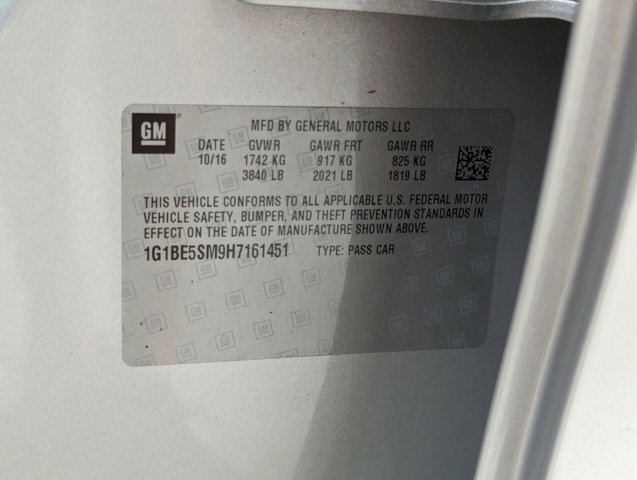 GM MFD BY GENERAL MOTORS LLC
DATE GVWR GAWR FRT GAWR RR
10/16 1742 KG 917 KG 825 KG
3840 LB 2021 LB 1819 LB
THIS VEHICLE CONFORMS TO ALL APPLICABLE U.S. FEDERAL MOTOR
VEHICLE SAFETY, BUMPER, AND THEFT PREVENTION STANDARDS IN
EFFECT ON THE DATE OF MANUFACTURE SHOWN ABOVE.
1G1BE5SM9H7161451 TYPE: PASS CAR